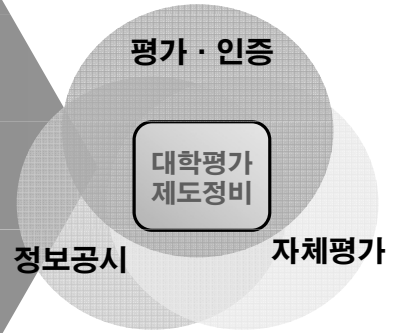 평가 · 인증
대학평가
제도정비
정보공시
자체평가